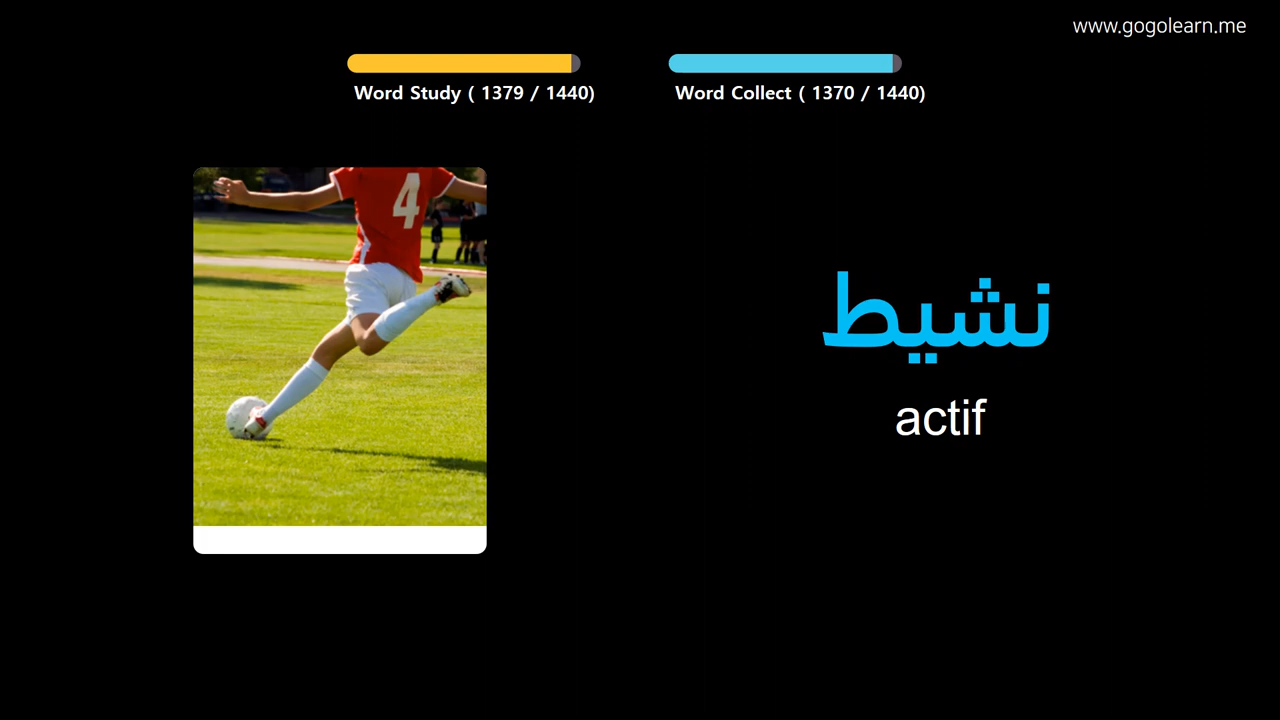 www.gogolearn.me
Word Study ( 1379 / 1440)
Word Collect ( 1370 / 1440)
4
نشيط
actif